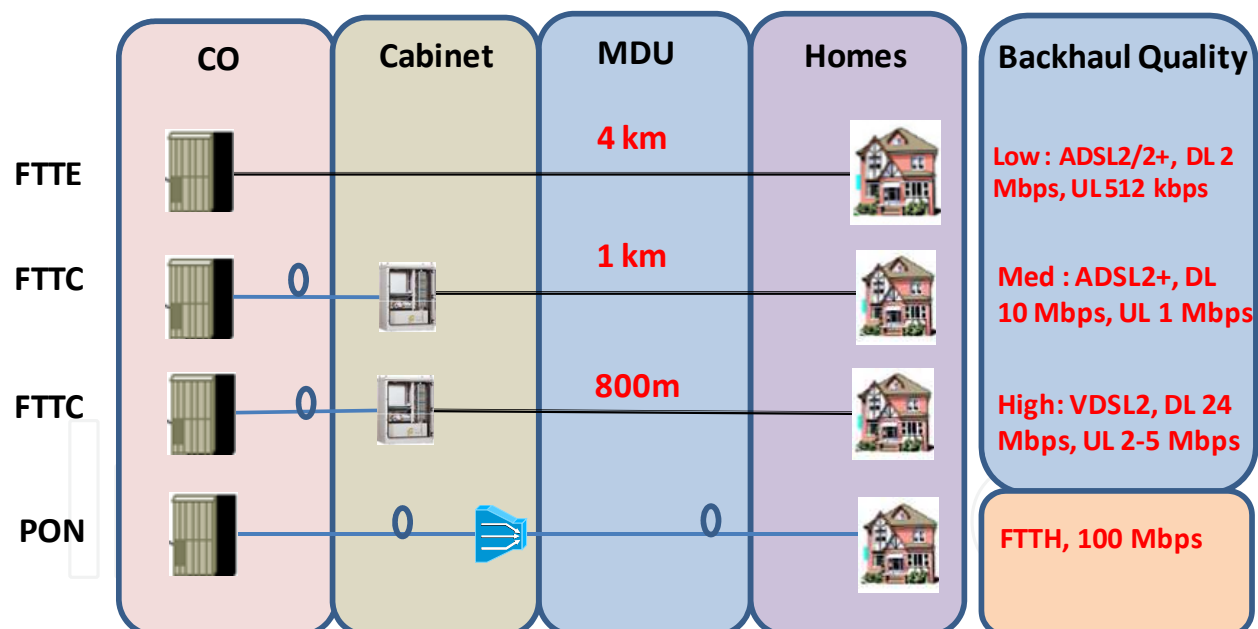 CO
Cabinet
MDU
Homes
Backhaul Quality
FTTE
4 km
Low : ADSL2/2+, DL 2
Mbps, UL 512 kbps
FTTC
1 km
Med : ADSL2+, DL
10 Mbps, UL 1 Mbps
FTTC
800m
High: VDSL2, DL 24
Mbps, UL 2-5 Mbps
PON
FTTH, 100 Mbps